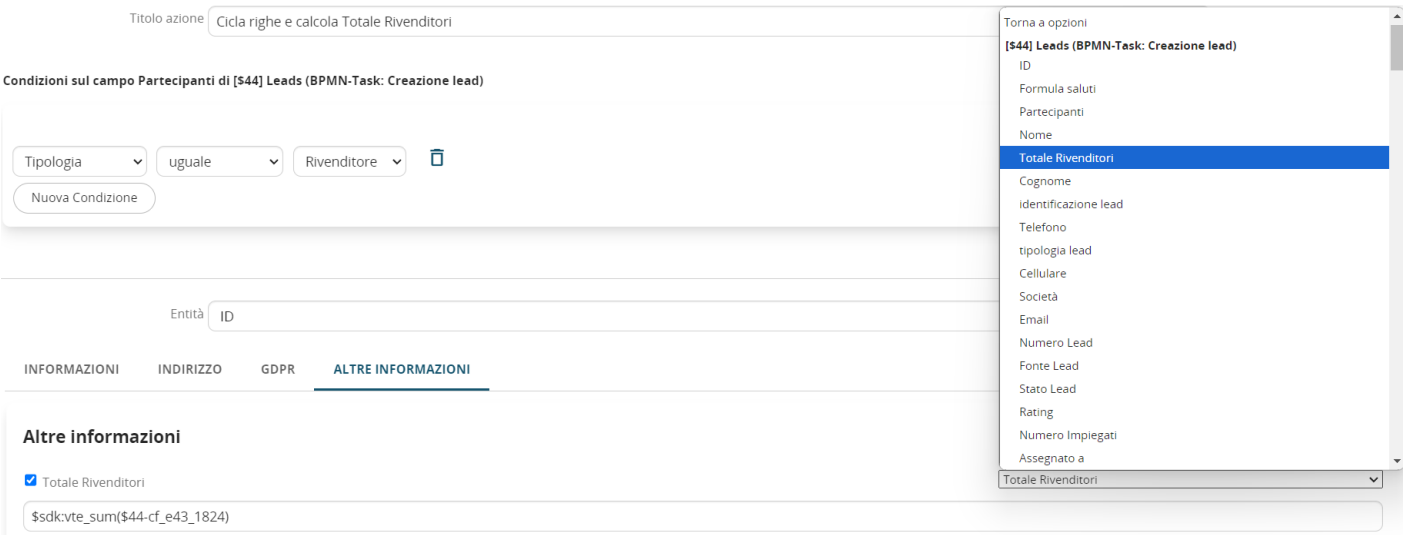 Titolo azione
Cicla righe e calcola Totale Rivenditori
Condizioni sul campo Partecipanti di [$44] Leads (BPMN-Task: Creazione lead)
Tipologia
uguale
Rivenditore
Nuova Condizione
Entità
ID
INFORMAZIONI INDIRIZZO GDPR ALTRE INFORMAZIONI
Altre informazioni
Totale Rivenditori
$sdk:vte_sum($44-cf_e43_1824)
Torna a opzioni
[$44] Leads (BPMN-Task: Creazione lead)
ID
Formula saluti
Partecipanti
Nome
Totale Rivenditori
Cognome
identificazione lead
Telefono
tipologia lead
Cellulare
Società
Email
Numero Lead
Fonte Lead
Stato Lead
Rating
Numero Impiegati
Assegnato a
Totale Rivenditori